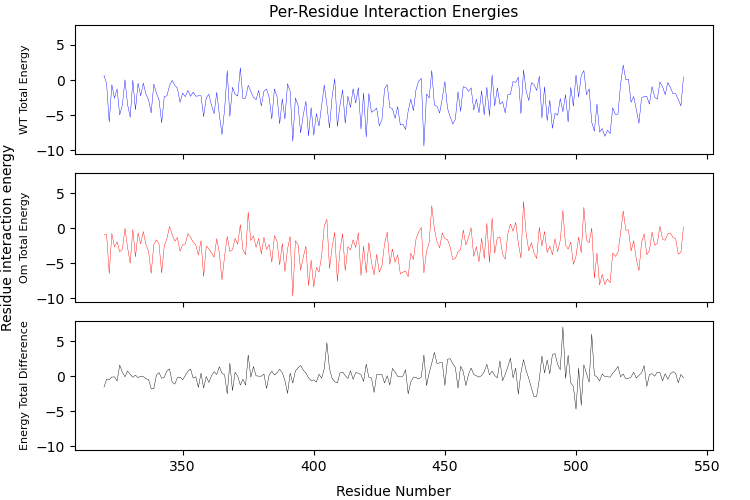 Per-Residue Interaction Energies
Residue interaction energy
WT Total Energy
5
0
−5
−10
Om Total Energy
5
0
−5
−10
Energy Total Difference
5
0
−5
−10
350
400
450
500
550
Residue Number